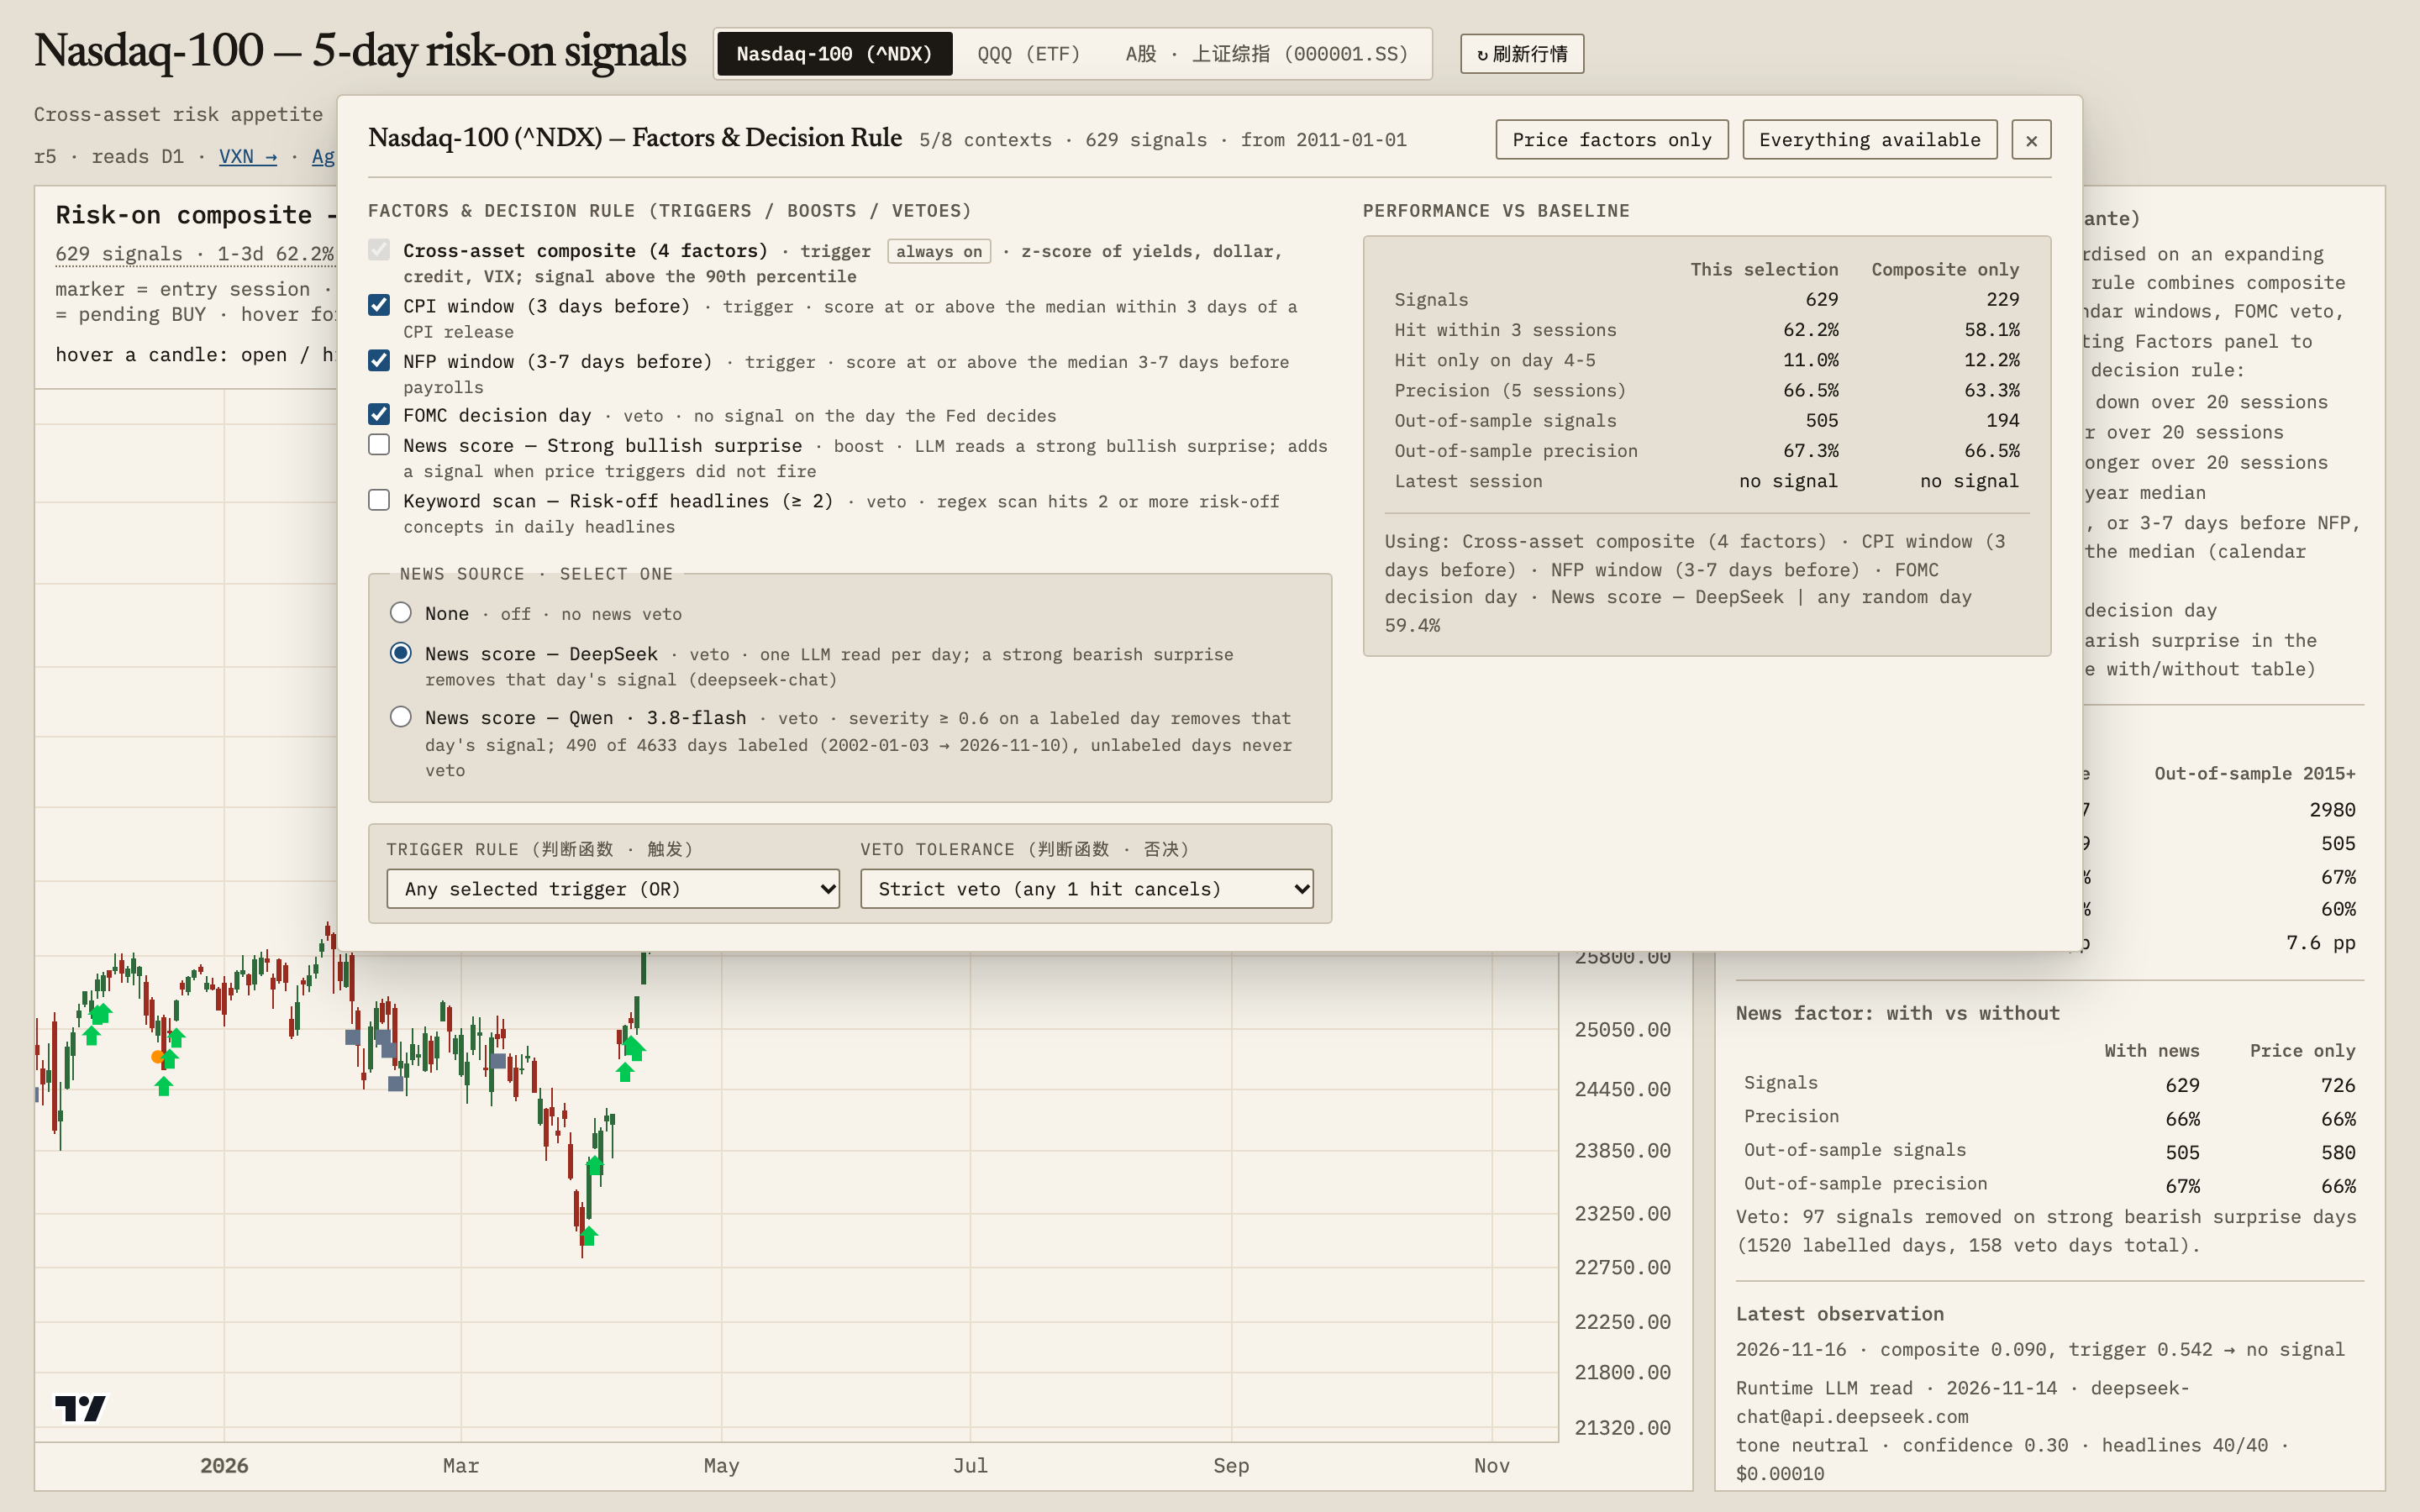 Nasdaq-100 — 5-day risk-on signals
Nasdaq-100 (^NDX)
QQQ (ETF)
A股 · 上证综指 (000001.SS)
↻ 刷新行情
Cross-asset risk appetite
r5 · reads D1 · VXN → · Ag
Risk-on composite –
629 signals · 1-3d 62.2%
marker = entry session ·
= pending BUY · hover fo
hover a candle: open / h
Nasdaq-100 (^NDX) — Factors & Decision Rule
5/8 contexts · 629 signals · from 2011-01-01
Price factors only
Everything available
×
FACTORS & DECISION RULE (TRIGGERS / BOOSTS / VETOES)
Cross-asset composite (4 factors) · trigger always on · z-score of yields, dollar,
credit, VIX; signal above the 90th percentile
CPI window (3 days before) · trigger · score at or above the median within 3 days of a
CPI release
NFP window (3-7 days before) · trigger · score at or above the median 3-7 days before
payrolls
FOMC decision day · veto · no signal on the day the Fed decides
News score — Strong bullish surprise · boost · LLM reads a strong bullish surprise; adds
a signal when price triggers did not fire
Keyword scan — Risk-off headlines (≥ 2) · veto · regex scan hits 2 or more risk-off
concepts in daily headlines
NEWS SOURCE · SELECT ONE
None · off · no news veto
News score — DeepSeek · veto · one LLM read per day; a strong bearish surprise
removes that day's signal (deepseek-chat)
News score — Qwen · 3.8-flash · veto · severity ≥ 0.6 on a labeled day removes that
day's signal; 490 of 4633 days labeled (2002-01-03 → 2026-11-10), unlabeled days never
veto
TRIGGER RULE (判断函数 · 触发)
Any selected trigger (OR)
VETO TOLERANCE (判断函数 · 否决)
Strict veto (any 1 hit cancels)
PERFORMANCE VS BASELINE
This selection Composite only
Signals 629 229
Hit within 3 sessions 62.2% 58.1%
Hit only on day 4-5 11.0% 12.2%
Precision (5 sessions) 66.5% 63.3%
Out-of-sample signals 505 194
Out-of-sample precision 67.3% 66.5%
Latest session no signal no signal
Using: Cross-asset composite (4 factors) · CPI window (3
days before) · NFP window (3-7 days before) · FOMC
decision day · News score — DeepSeek | any random day
59.4%
ante)
rdised on an expanding
rule combines composite
ndar windows, FOMC veto,
ting Factors panel to
decision rule:
down over 20 sessions
r over 20 sessions
onger over 20 sessions
year median
, or 3-7 days before NFP,
the median (calendar
decision day
arish surprise in the
e with/without table)
e Out-of-sample 2015+
7 2980
9 505
% 67%
% 60%
p 7.6 pp
25800.00
25050.00
24450.00
23850.00
23250.00
22750.00
22250.00
21800.00
21320.00
2026 Mar May Jul Sep Nov
News factor: with vs without
With news Price only
Signals 629 726
Precision 66% 66%
Out-of-sample signals 505 580
Out-of-sample precision 67% 66%
Veto: 97 signals removed on strong bearish surprise days
(1520 labelled days, 158 veto days total).
Latest observation
2026-11-16 · composite 0.090, trigger 0.542 → no signal
Runtime LLM read · 2026-11-14 · deepseek-
chat@api.deepseek.com
tone neutral · confidence 0.30 · headlines 40/40 ·
$0.00010